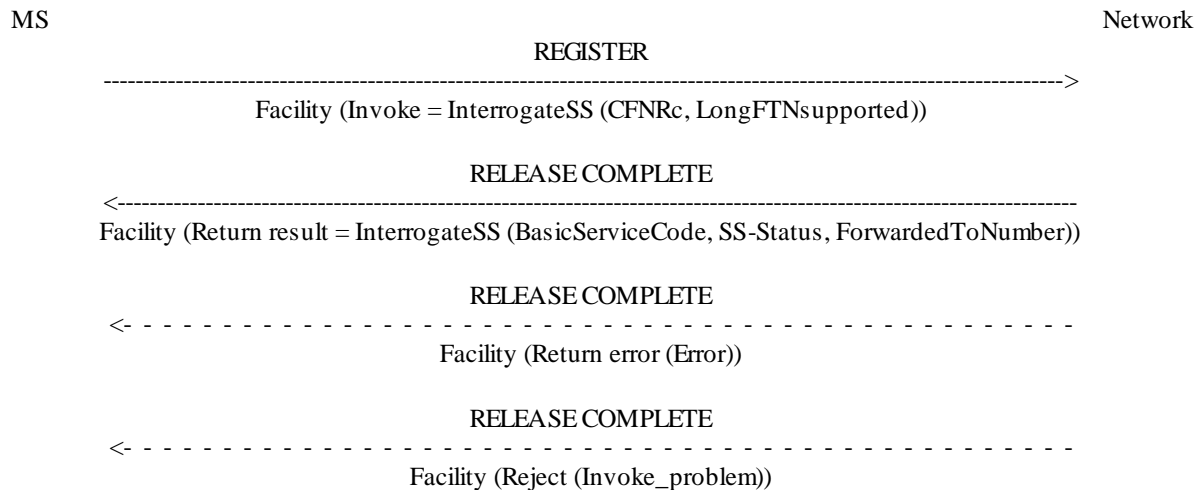 MS Network
REGISTER
------------------------------------------------------------------------------------------------------------------------>
Facility (Invoke = InterrogateSS (CFNRc, LongFTNsupported))
RELEASE COMPLETE
<------------------------------------------------------------------------------------------------------------------------
Facility (Return result = InterrogateSS (BasicServiceCode, SS-Status, ForwardedToNumber))
RELEASE COMPLETE
<- - - - - - - - - - - - - - - - - - - - - - - - - - - - - - - - - - - - - - - - - - - - - - - -
Facility (Return error (Error))
RELEASE COMPLETE
<- - - - - - - - - - - - - - - - - - - - - - - - - - - - - - - - - - - - - - - - - - - - - - - -
Facility (Reject (Invoke_problem))